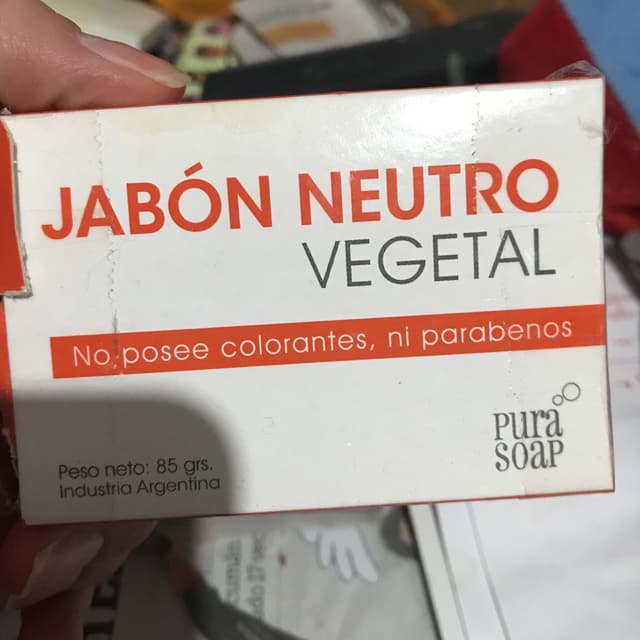 JABÓN NEUTRO
VEGETAL
No posee colorantes, ni parabenos
Peso neto: 85 grs.
Industria Argentina
pura
soap